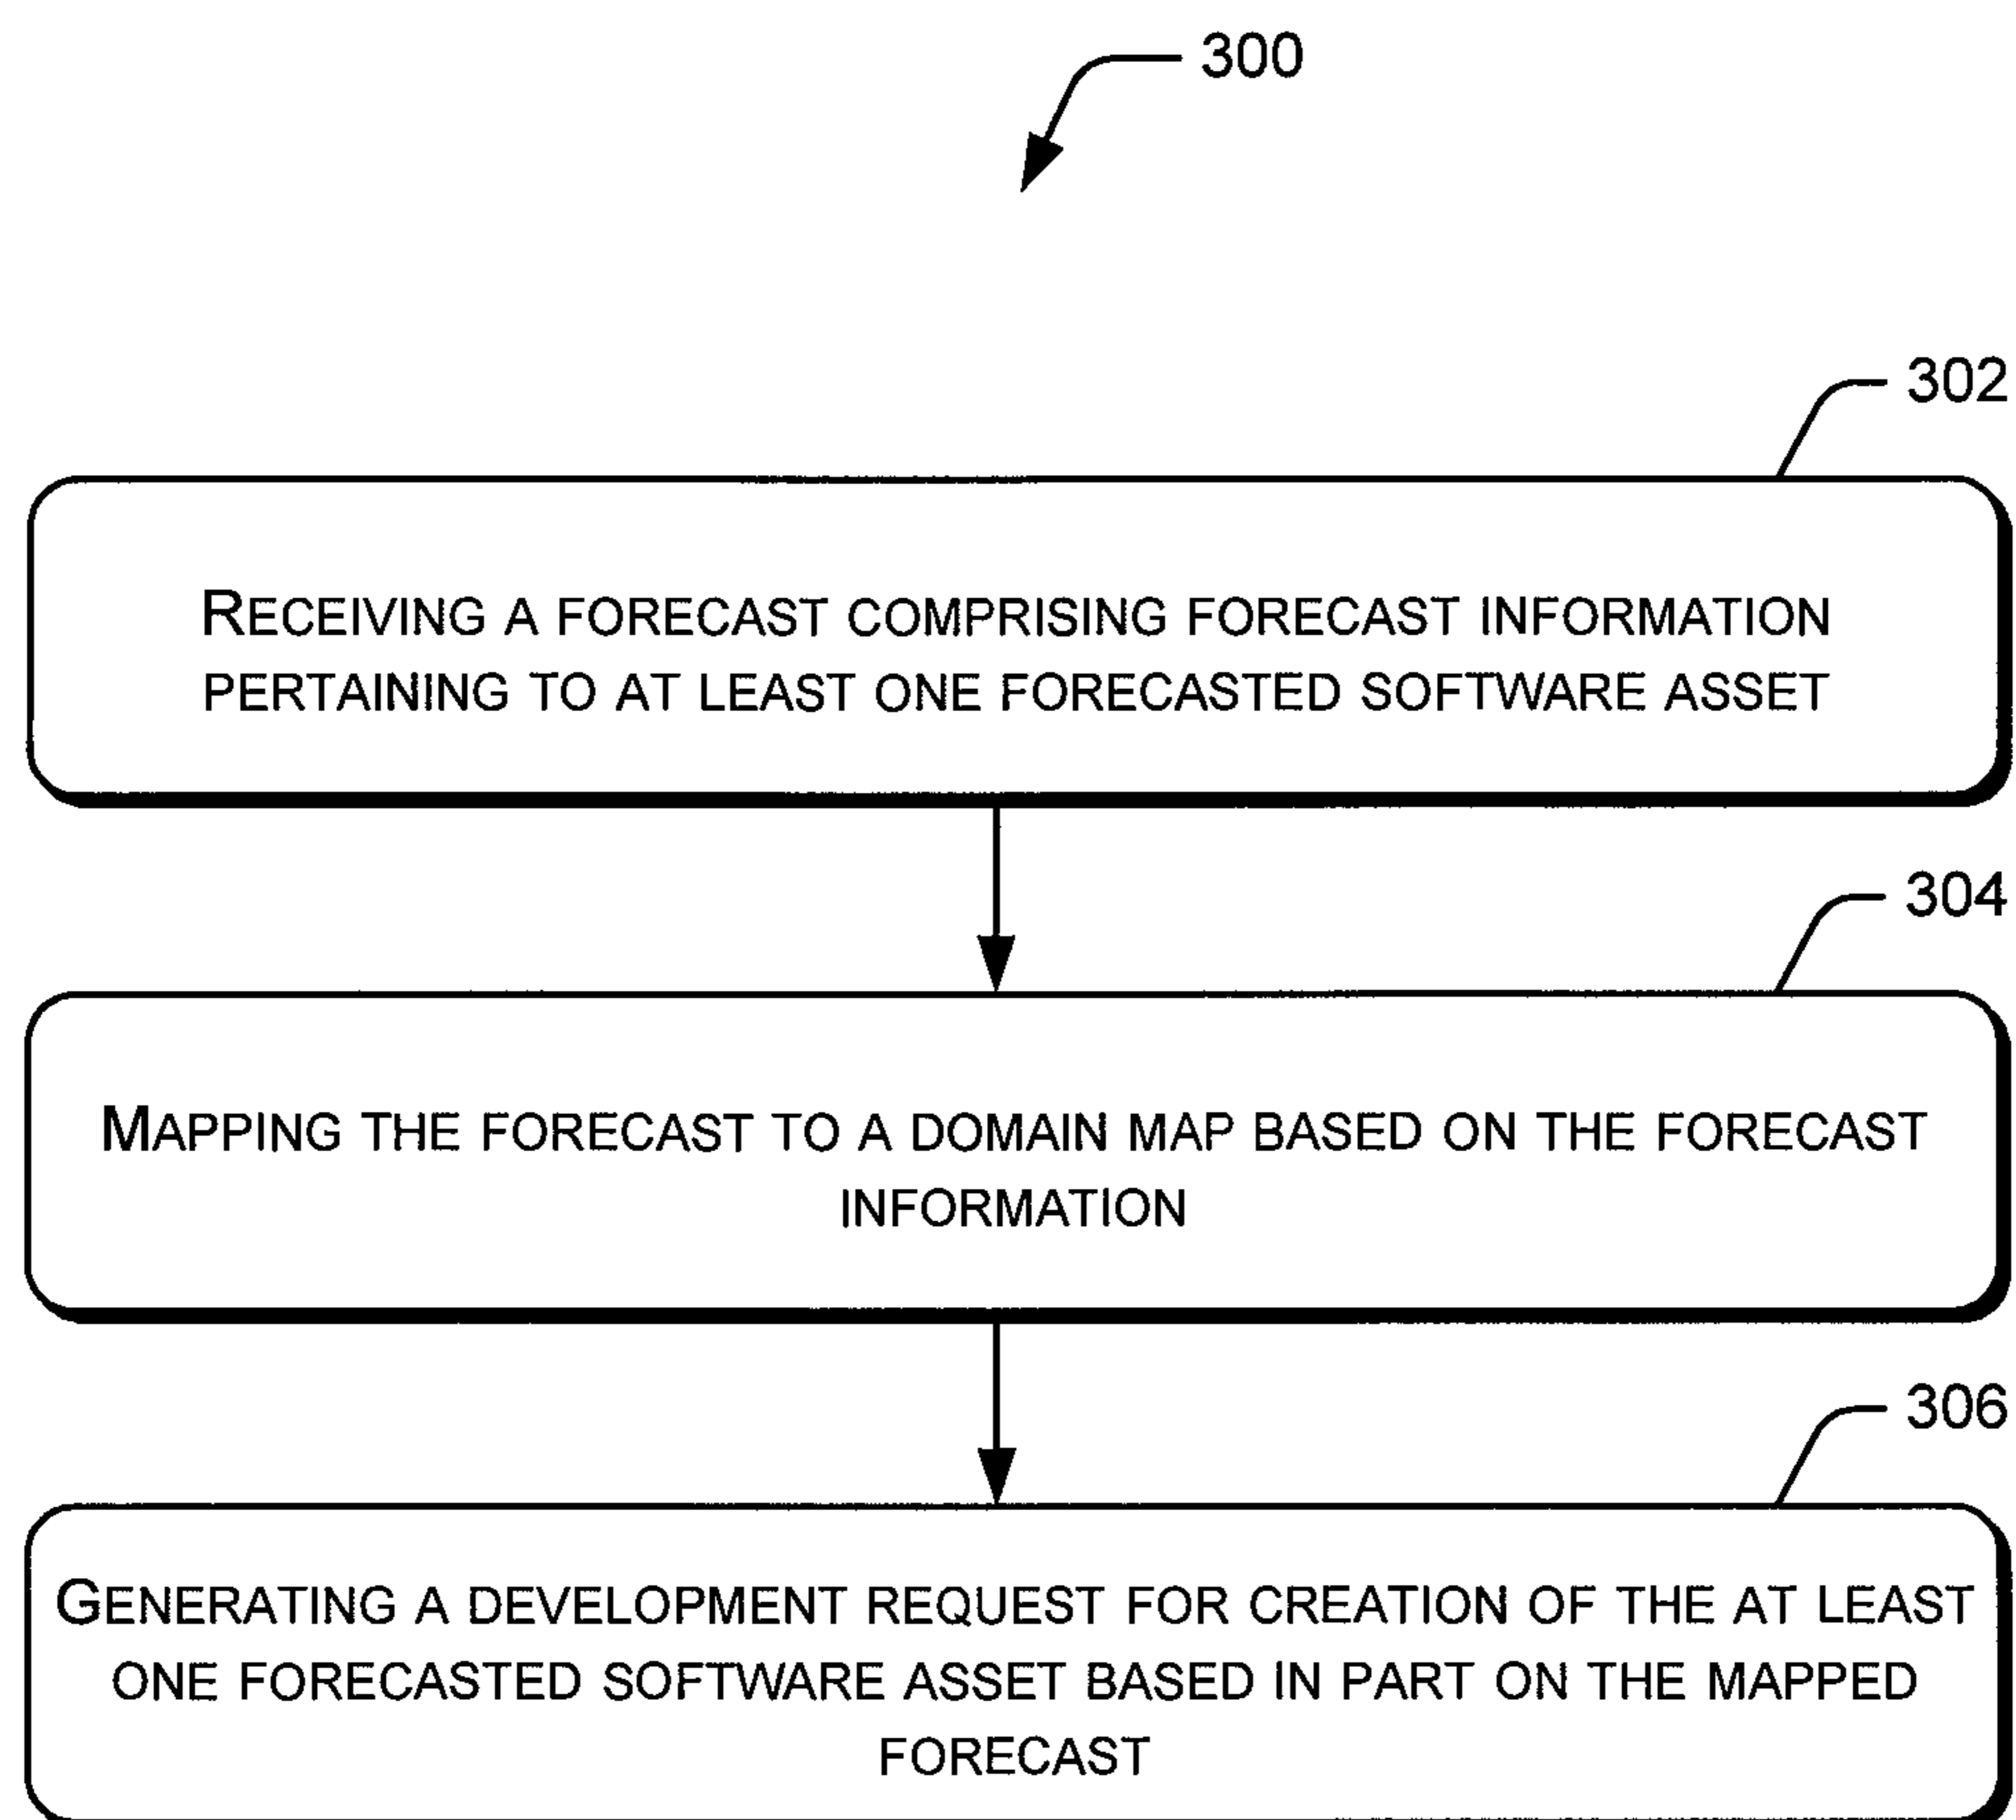 300
302
RECEIVING A FORECAST COMPRISING FORECAST INFORMATION
PERTAINING TO AT LEAST ONE FORECASTED SOFTWARE ASSET
304
MAPPING THE FORECAST TO A DOMAIN MAP BASED ON THE FORECAST
INFORMATION
306
GENERATING A DEVELOPMENT REQUEST FOR CREATION OF THE AT LEAST
ONE FORECASTED SOFTWARE ASSET BASED IN PART ON THE MAPPED
FORECAST